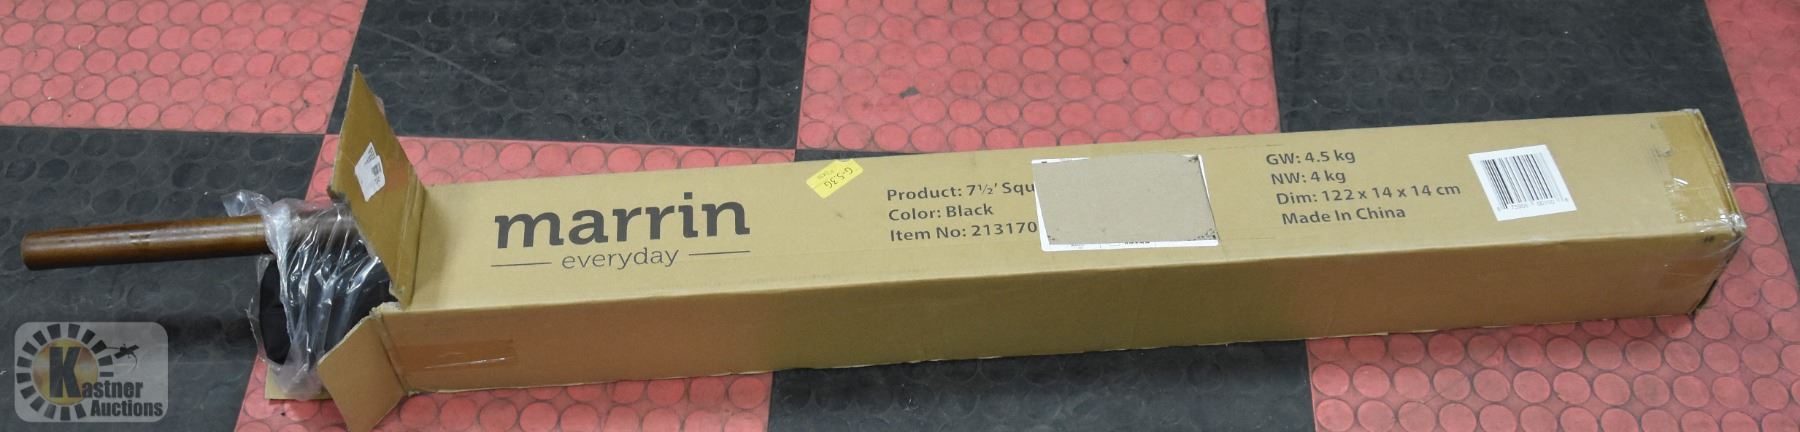 marrin
everyday
G-53G
Product: 7½' Squ
Color: Black
Item No: 213170
GW: 4.5 kg
NW: 4 kg
Dim: 122 x 14 x 14 cm
Made In China
Kastner
Auctions